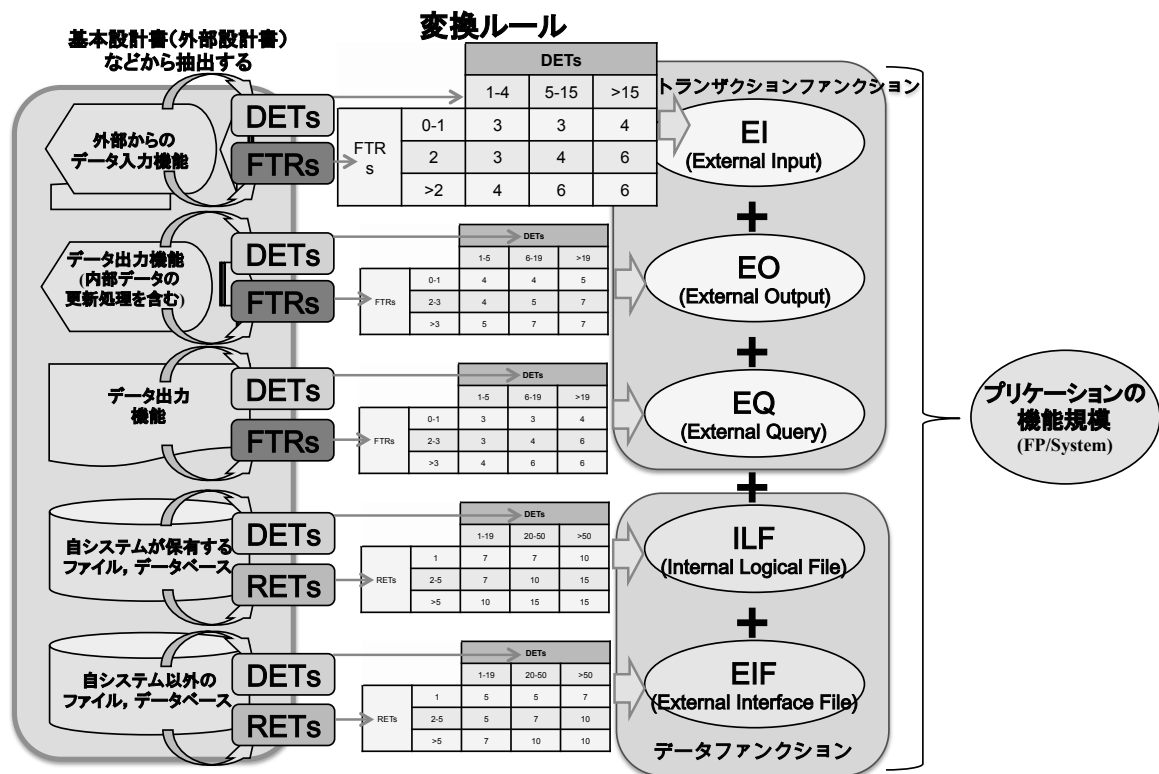 変換ルール
基本設計書(外部設計書)
などから抽出する
外部からの
データ入力機能
DETs
FTRs
DETs
1-4 5-15 >15
FTR
s
0-1 3 3 4
2 3 4 6
>2 4 6 6
トランザクションファンクション
EI
(External Input)
+
データ出力機能
(内部データの
更新処理を含む)
DETs
FTRs
DETs
1-5 6-19 >19
FTRs
0-1 4 4 5
2-3 4 5 7
>3 5 7 7
EO
(External Output)
+
データ出力
機能
DETs
FTRs
DETs
1-5 6-19 >19
FTRs
0-1 3 3 4
2-3 3 4 6
>3 4 6 6
EQ
(External Query)
+
自システムが保有する
ファイル, データベース
DETs
RETs
DETs
1-19 20-50 >50
RETs
1 7 7 10
2-5 7 10 15
>5 10 15 15
ILF
(Internal Logical File)
+
自システム以外の
ファイル, データベース
DETs
RETs
DETs
1-19 20-50 >50
RETs
1 5 5 7
2-5 5 7 10
>5 7 10 10
EIF
(External Interface File)
データファンクション
プリケーションの
機能規模
(FP/System)